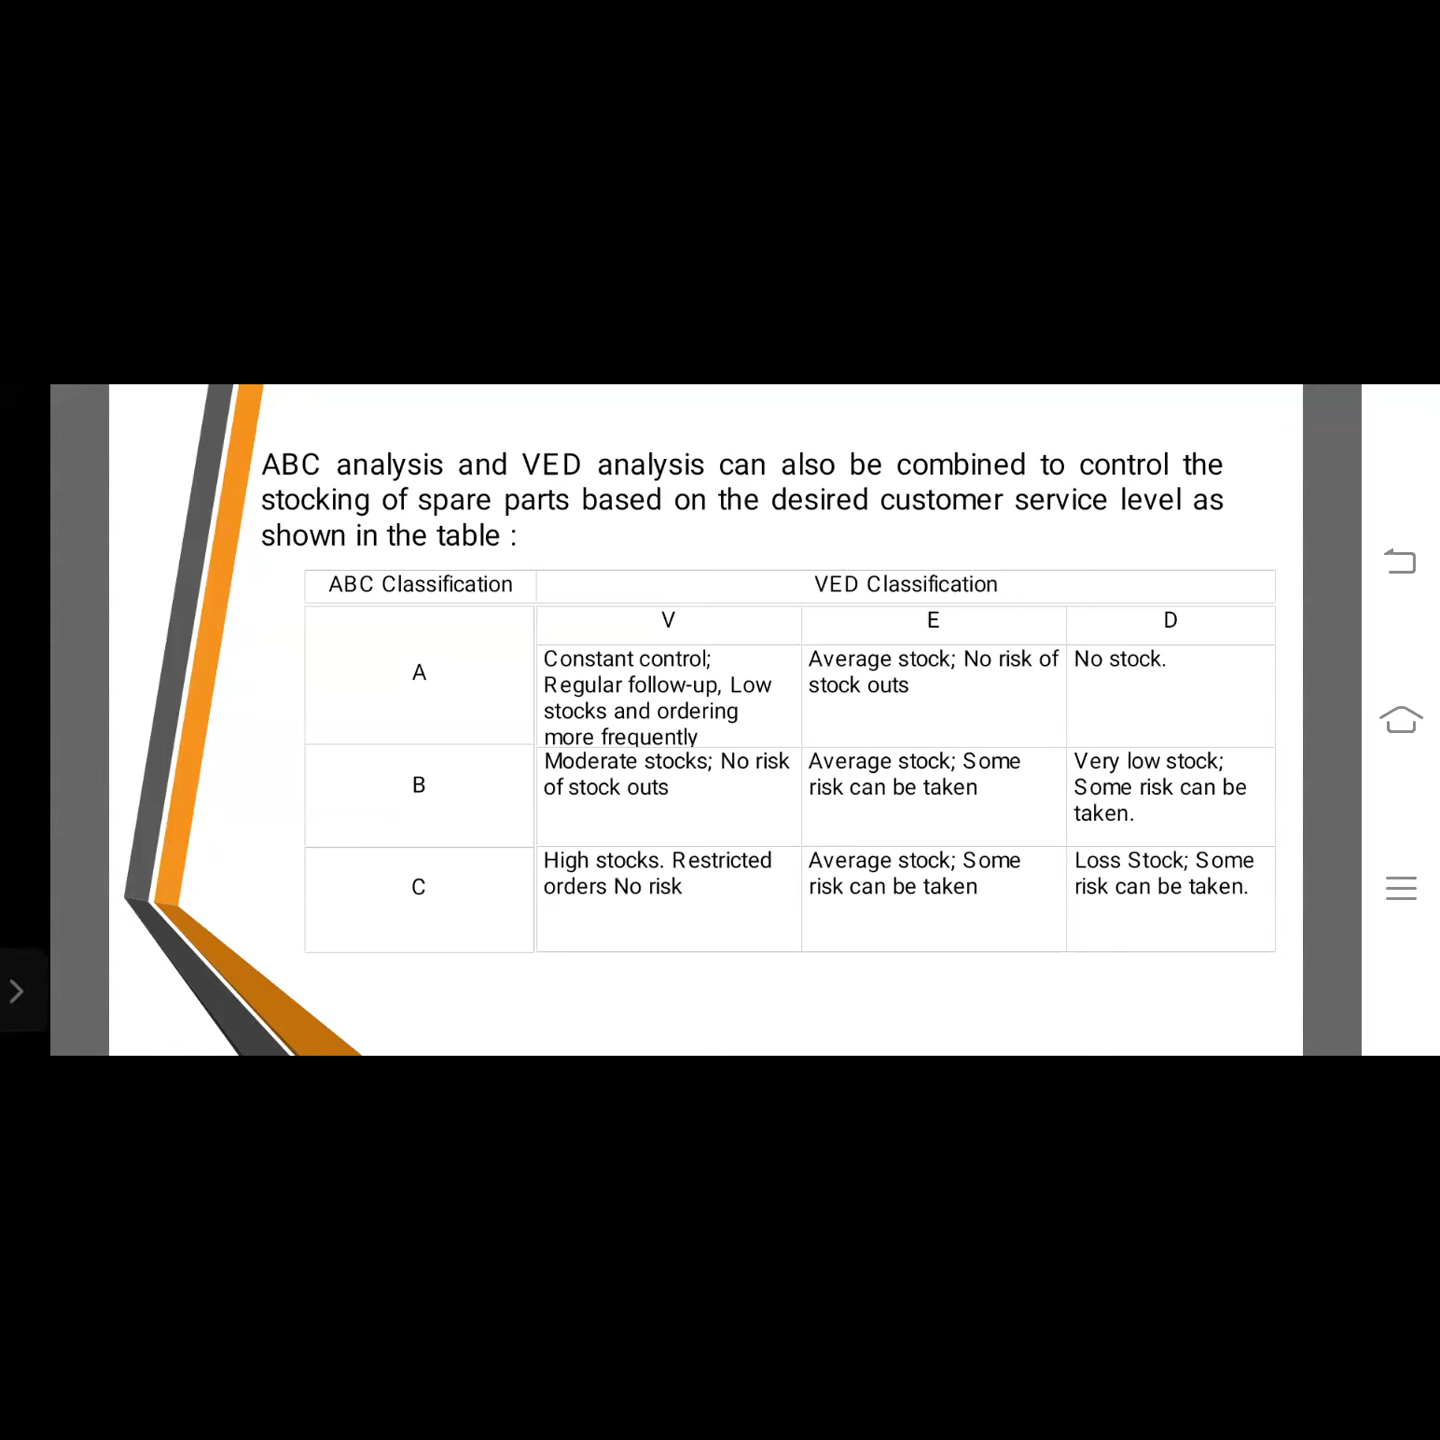 ABC analysis and VED analysis can also be combined to control the
stocking of spare parts based on the desired customer service level as
shown in the table :
ABC Classification
VED Classification
V
E
D
A
Constant control;
Regular follow-up, Low
stocks and ordering
more frequently
Average stock; No risk of
stock outs
No stock.
B
Moderate stocks; No risk
of stock outs
Average stock; Some
risk can be taken
Very low stock;
Some risk can be
taken.
C
High stocks. Restricted
orders No risk
Average stock; Some
risk can be taken
Loss Stock; Some
risk can be taken.